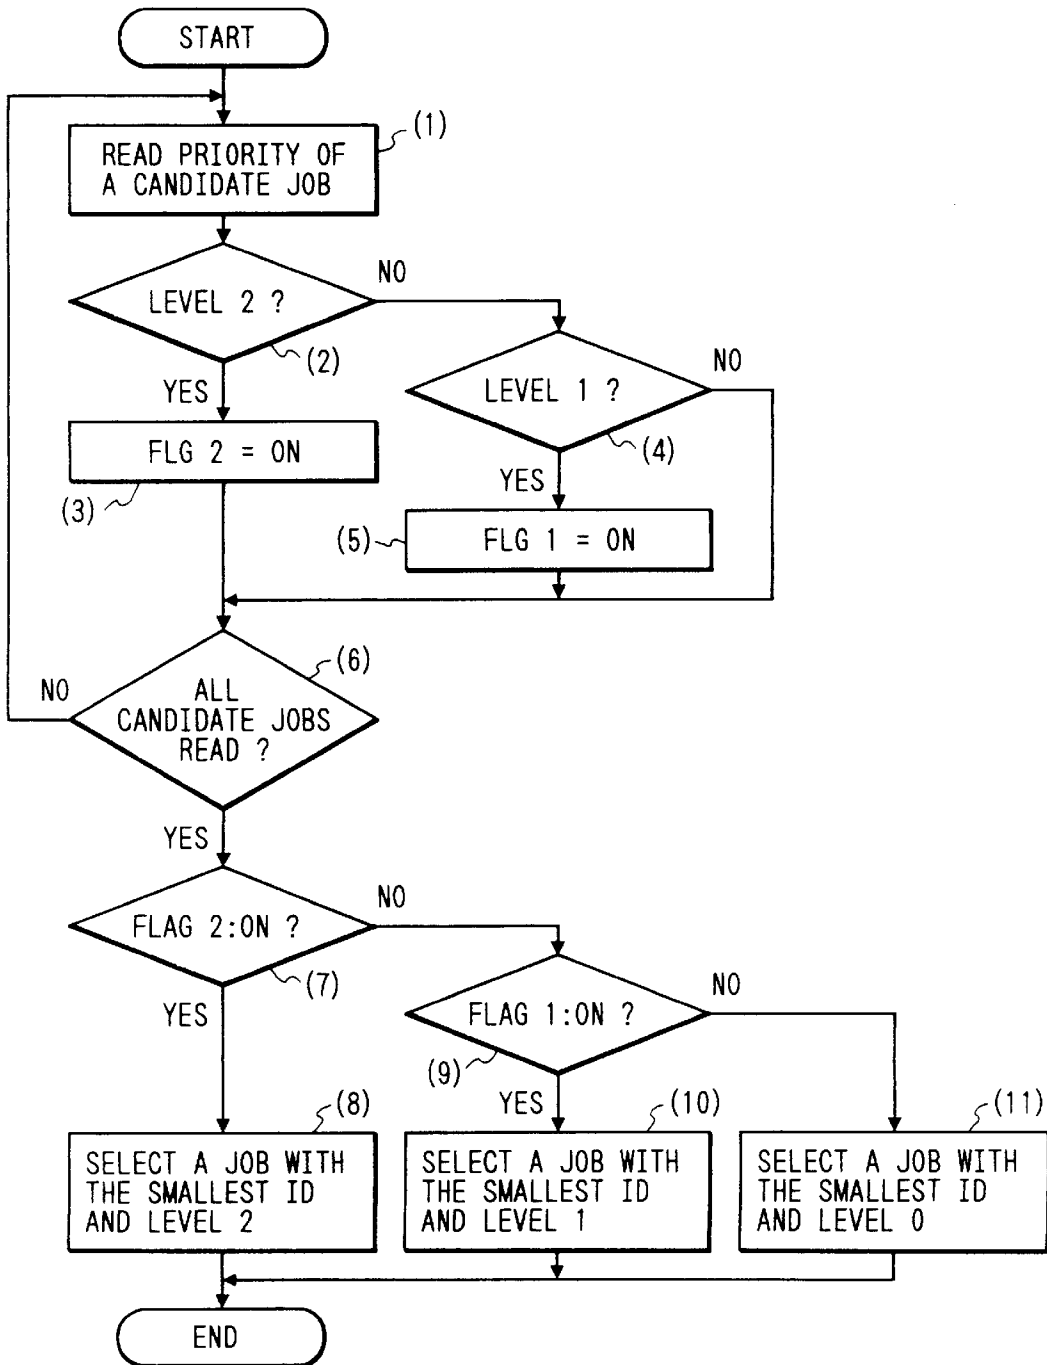 START
(1)
READ PRIORITY OF
A CANDIDATE JOB
NO
LEVEL 2 ?
(2)
NO
YES
LEVEL 1 ?
(4)
FLG 2 = ON
YES
(3)
(5)
FLG 1 = ON
(6)
NO
ALL
CANDIDATE JOBS
READ ?
YES
NO
FLAG 2:ON ?
(7)
NO
YES
FLAG 1:ON ?
(9)
YES
(8)
(10)
(11)
SELECT A JOB WITH
THE SMALLEST ID
AND LEVEL 2
SELECT A JOB WITH
THE SMALLEST ID
AND LEVEL 1
SELECT A JOB WITH
THE SMALLEST ID
AND LEVEL 0
END